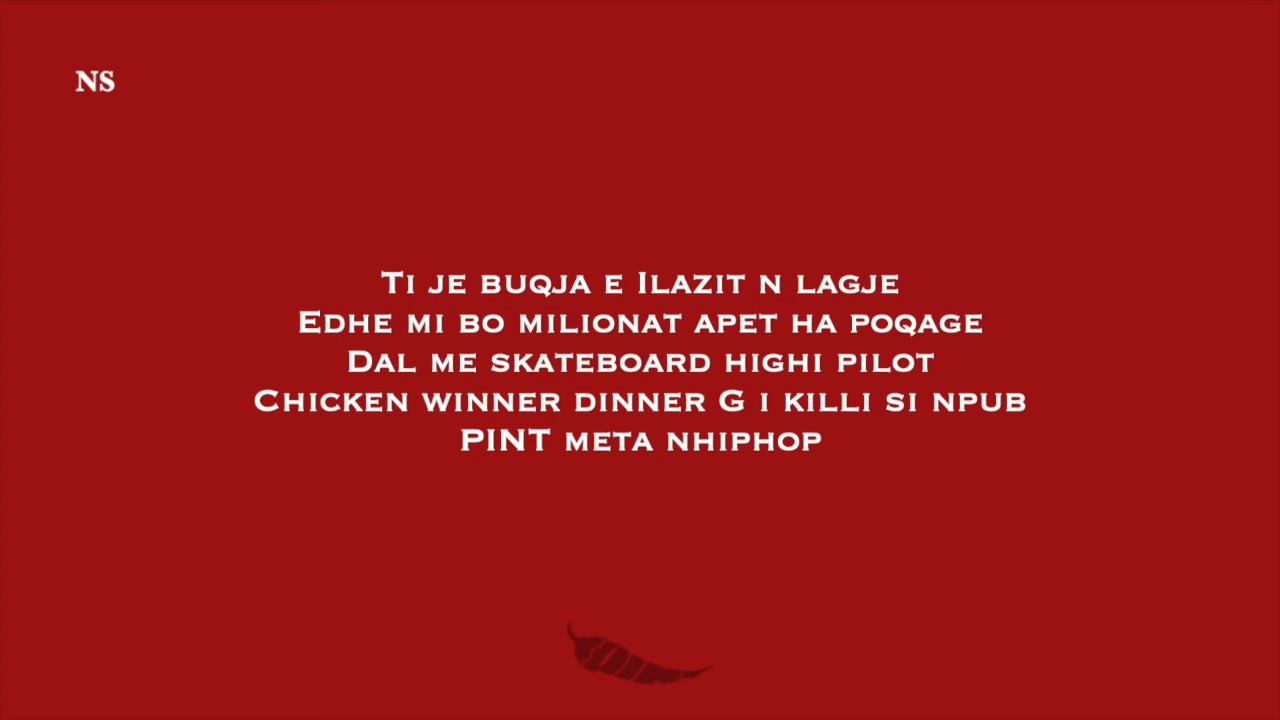 NS
Ti je buqja e Ilazit n lagje
Edhe mi bo milionat apet ha poqage
Dal me skateboard highi pilot
Chicken winner dinner G i killi si npub
PINT meta nhiphop